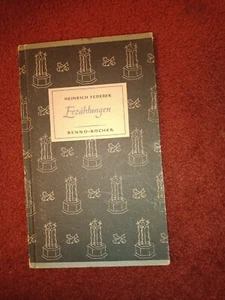 HEINRICH FEDERER
Erzählungen
BENNO-BÜCHER